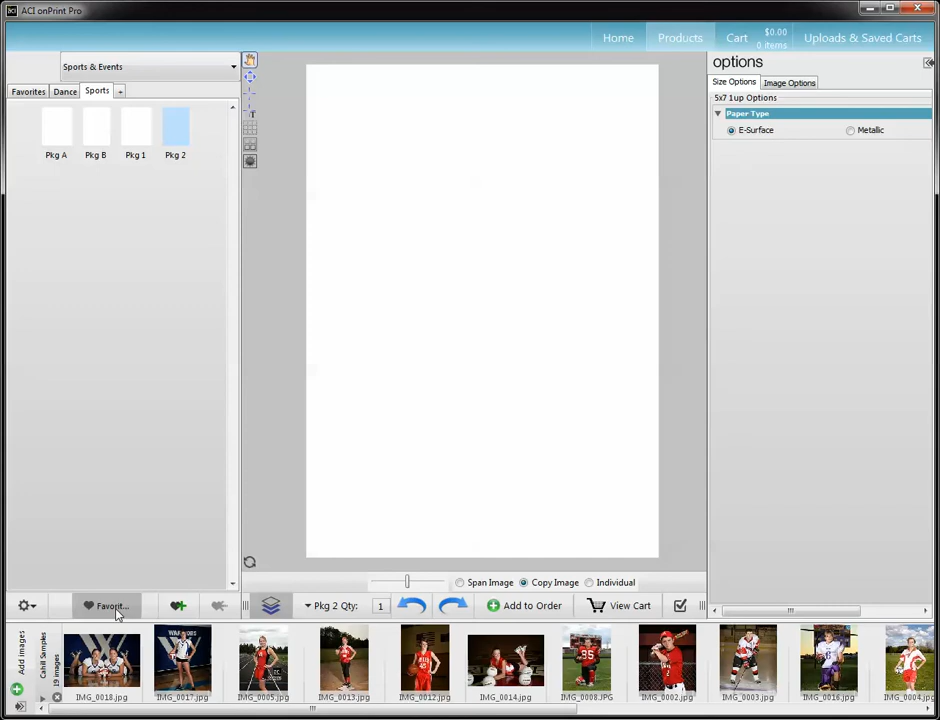 ACI onPrint Pro
Home
Products
Cart
$0.00
0 items
Uploads & Saved Carts
Sports & Events
Favorites
Dance
Sports
+
Pkg A
Pkg B
Pkg 1
Pkg 2
T
options
Size Options
Image Options
5x7 1up Options
Paper Type
E-Surface
Metallic
Span Image
Copy Image
Individual
Favorit...
Pkg 2 Qty:
1
Add to Order
View Cart
Add images
Cahill Samples
19 images
IMG_0018.jpg
IMG_0017.jpg
IMG_0005.jpg
IMG_0013.jpg
IMG_0012.jpg
IMG_0014.jpg
IMG_0008.JPG
IMG_0002.jpg
IMG_0003.jpg
IMG_0016.jpg
IMG_0004.jpg